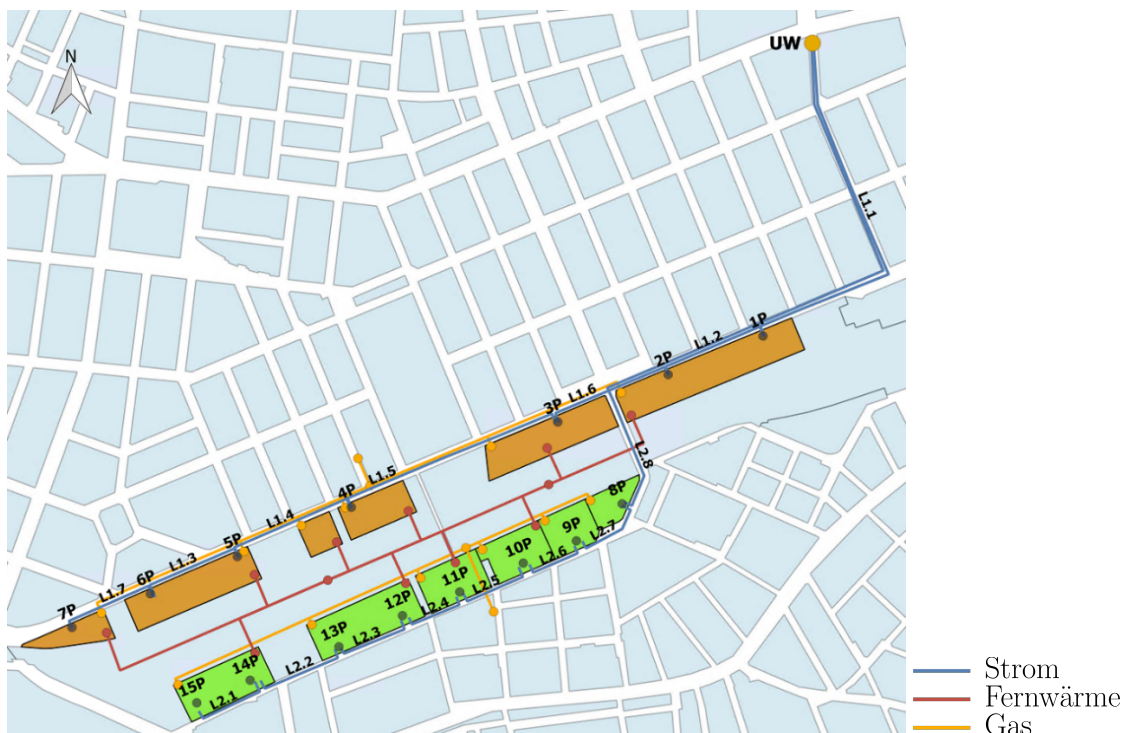 UW
N
L1.1
1P
L1.2
2P
L1.6
3P
L2.8
L1.5
4P
8P
L1.4
9P
L2.7
5P
10P
L2.6
L1.3
11P
L2.5
6P
12P
L2.4
L1.7
13P
L2.3
7P
14P
L2.2
15P
L2.1
Strom
Fernwärme
Gas